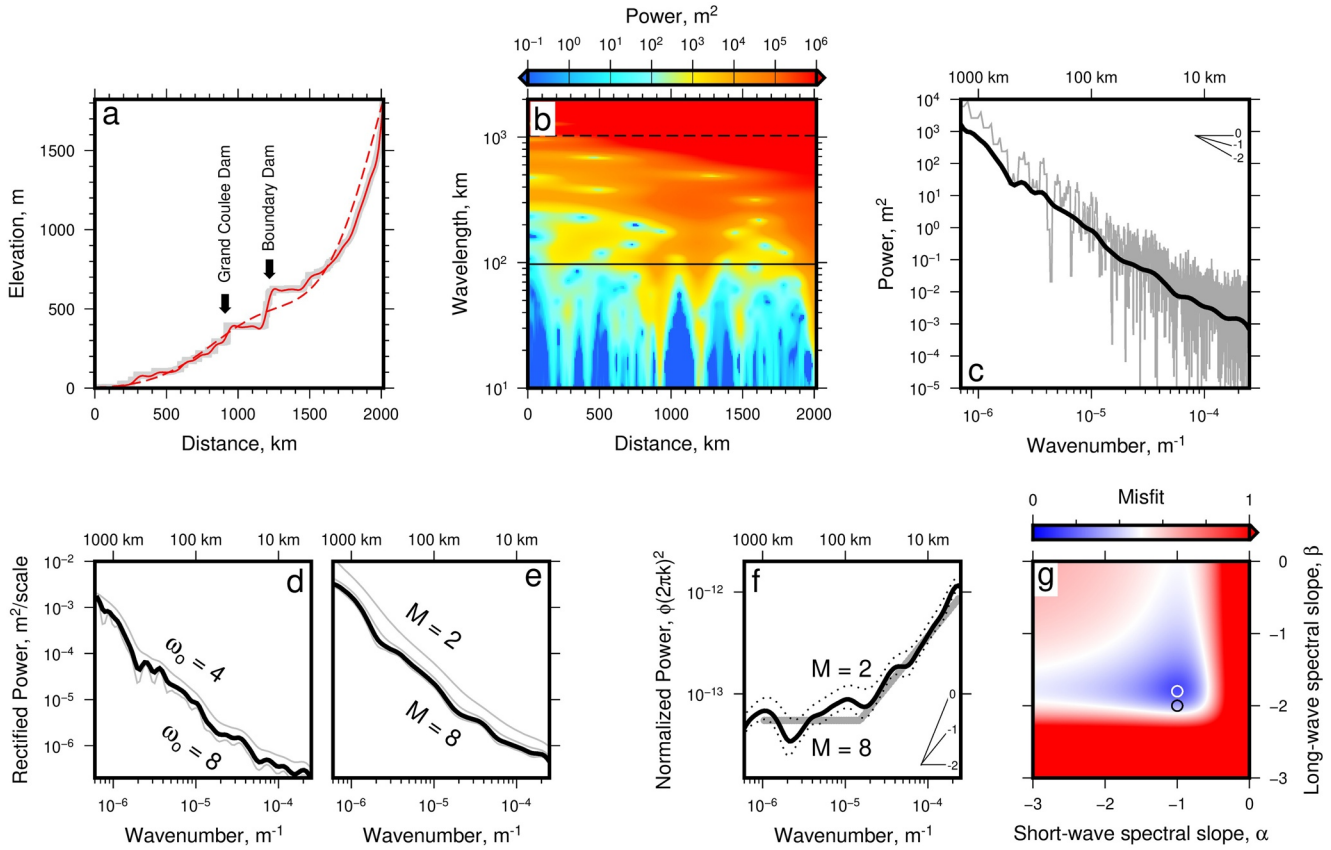 Power, m²
10⁻¹ 10⁰ 10¹ 10² 10³ 10⁴ 10⁵ 10⁶
a
Grand Coulee Dam
Boundary Dam
Elevation, m
1500
1000
500
0
0 500 1000 1500 2000
Distance, km
b
Wavelength, km
10³
10²
10¹
0 500 1000 1500 2000
Distance, km
1000 km 100 km 10 km
c
Power, m²
10⁴
10³
10²
10¹
10⁰
10⁻¹
10⁻²
10⁻³
10⁻⁴
10⁻⁵
0
-1
-2
10⁻⁶ 10⁻⁵ 10⁻⁴
Wavenumber, m⁻¹
1000 km 100 km 10 km
d
Rectified Power, m²/scale
10⁻²
10⁻³
10⁻⁴
10⁻⁵
10⁻⁶
ω₀ = 4
ω₀ = 8
10⁻⁶ 10⁻⁵ 10⁻⁴
Wavenumber, m⁻¹
1000 km 100 km 10 km
e
M = 2
M = 8
10⁻⁶ 10⁻⁵ 10⁻⁴
Wavenumber, m⁻¹
1000 km 100 km 10 km
f
Normalized Power, ϕ(2πk)²
10⁻¹²
10⁻¹³
M = 2
M = 8
0
-1
-2
10⁻⁶ 10⁻⁵ 10⁻⁴
Wavenumber, m⁻¹
Misfit
0 1
g
0
-1
-2
-3
Long-wave spectral slope, β
-3 -2 -1 0
Short-wave spectral slope, α